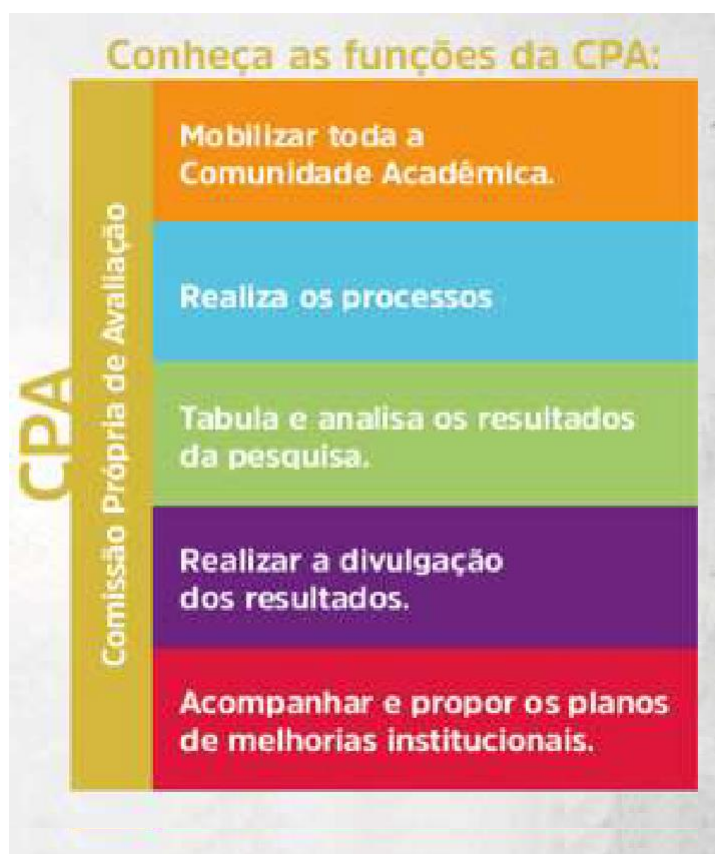 Conheça as funções da CPA:
CPA
Comissão Própria de Avaliação
Mobilizar toda a
Comunidade Acadêmica.
Realiza os processos
Tabula e analisa os resultados
da pesquisa.
Realizar a divulgação
dos resultados.
Acompanhar e propor os planos
de melhorias institucionais.